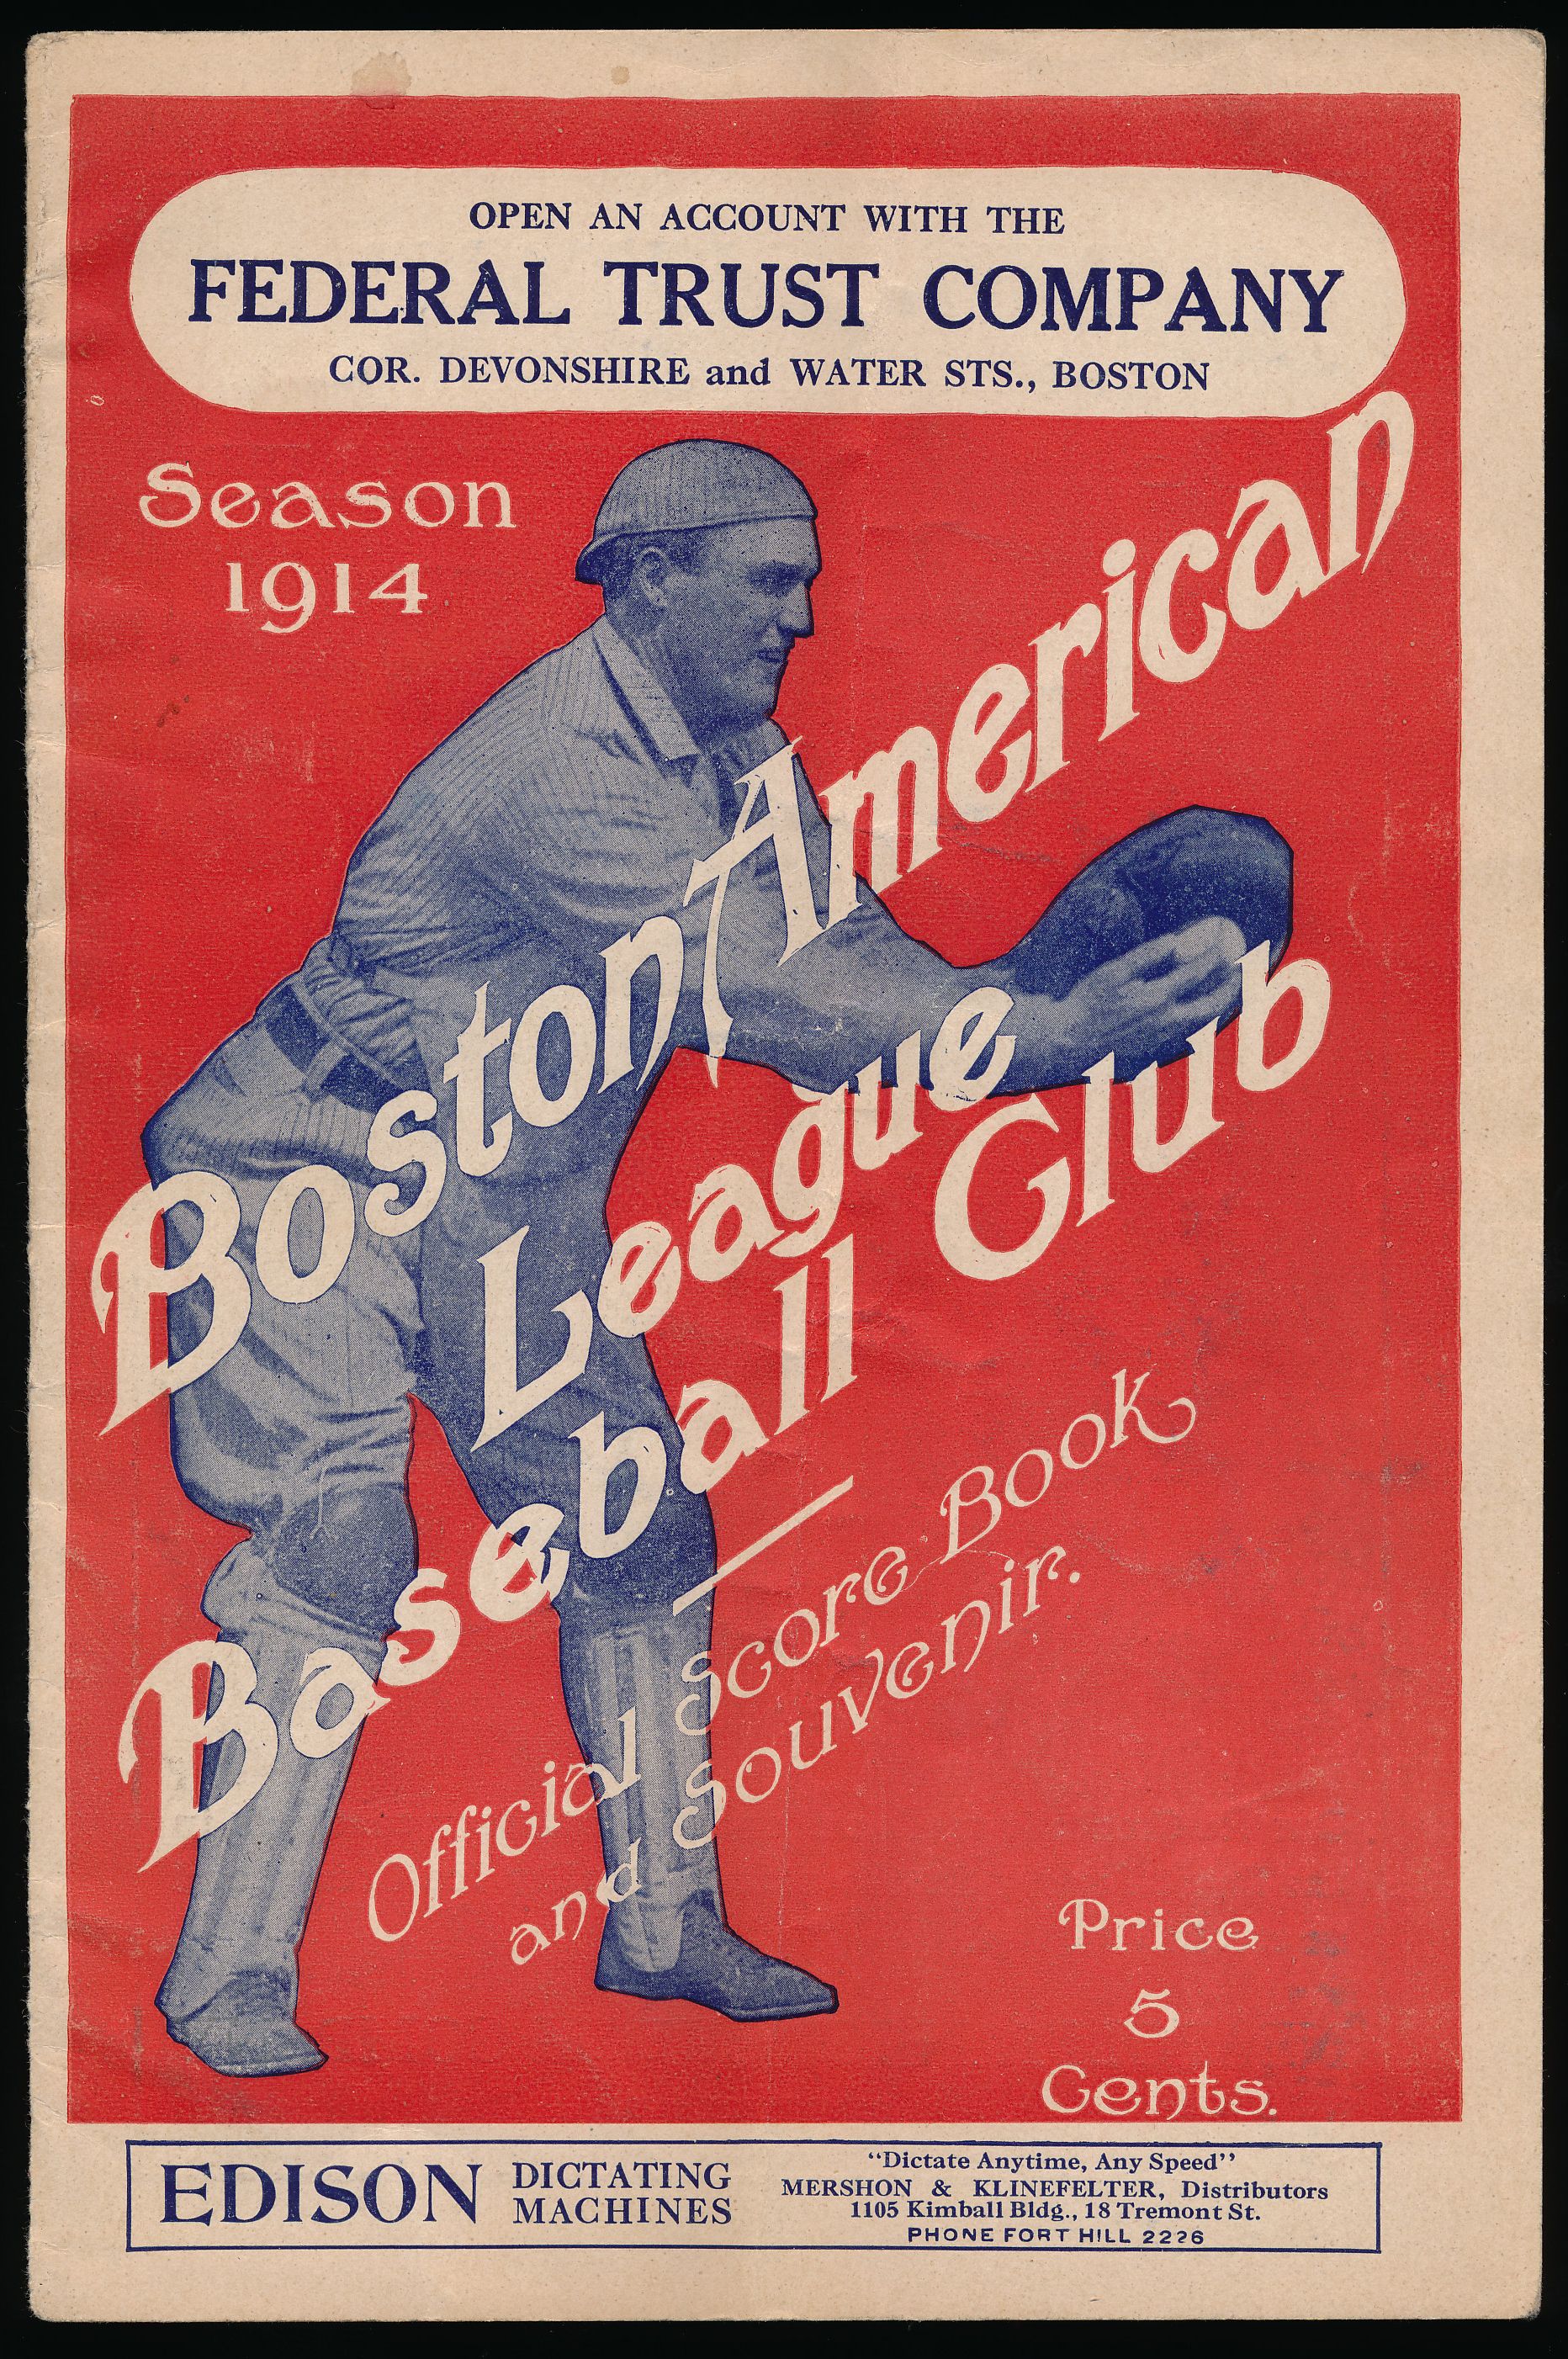 OPEN AN ACCOUNT WITH THE
FEDERAL TRUST COMPANY
COR. DEVONSHIRE and WATER STS., BOSTON
Season
1914
Boston American
League
Baseball Club
Official Score Book
and Souvenir.
Price
5
Cents.
EDISON DICTATING
MACHINES
"Dictate Anytime, Any Speed"
MERSHON & KLINEFELTER, Distributors
1105 Kimball Bldg., 18 Tremont St.
PHONE FORT HILL 2226